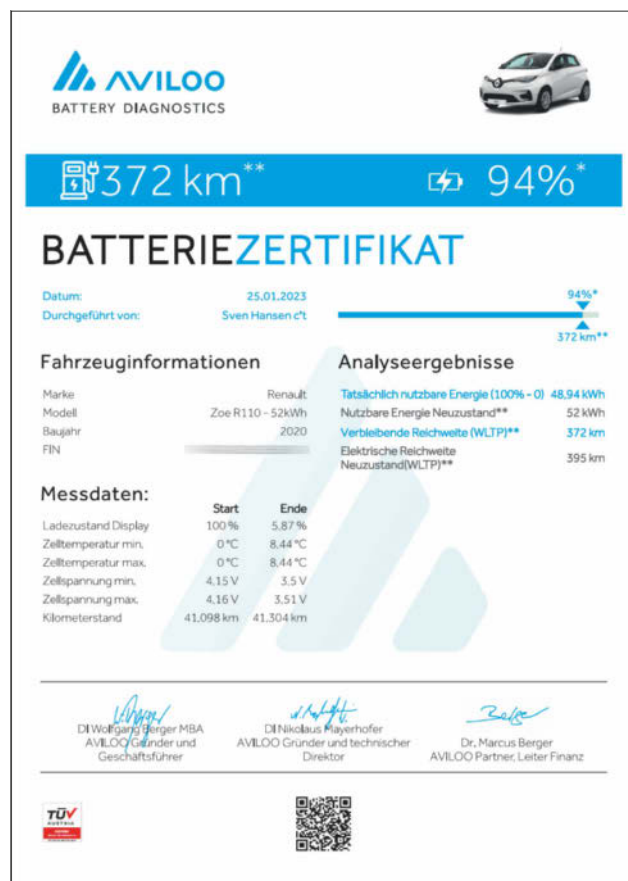 AVILOO
BATTERY DIAGNOSTICS
372 km** 94%*
BATTERIEZERTIFIKAT
Datum: 25.01.2023
Durchgeführt von: Sven Hansen c't
94%*
372 km**
Fahrzeuginformationen
Marke Renault
Modell Zoe R110 - 52kWh
Baujahr 2020
FIN
Analyseergebnisse
Tatsächlich nutzbare Energie (100% - 0) 48,94 kWh
Nutzbare Energie Neuzustand** 52 kWh
Verbleibende Reichweite (WLTP)** 372 km
Elektrische Reichweite
Neuzustand(WLTP)** 395 km
Messdaten:
Start Ende
Ladezustand Display 100 % 5,87 %
Zelltemperatur min. 0 °C 8,44 °C
Zelltemperatur max. 0 °C 8,44 °C
Zellspannung min. 4,15 V 3,5 V
Zellspannung max. 4,16 V 3,51 V
Kilometerstand 41.098 km 41.304 km
DI Wolfgang Berger MBA
AVILOO Gründer und
Geschäftsführer
DI Nikolaus Mayerhofer
AVILOO Gründer und technischer
Direktor
Dr. Marcus Berger
AVILOO Partner, Leiter Finanz
TÜV
AUSTRIA